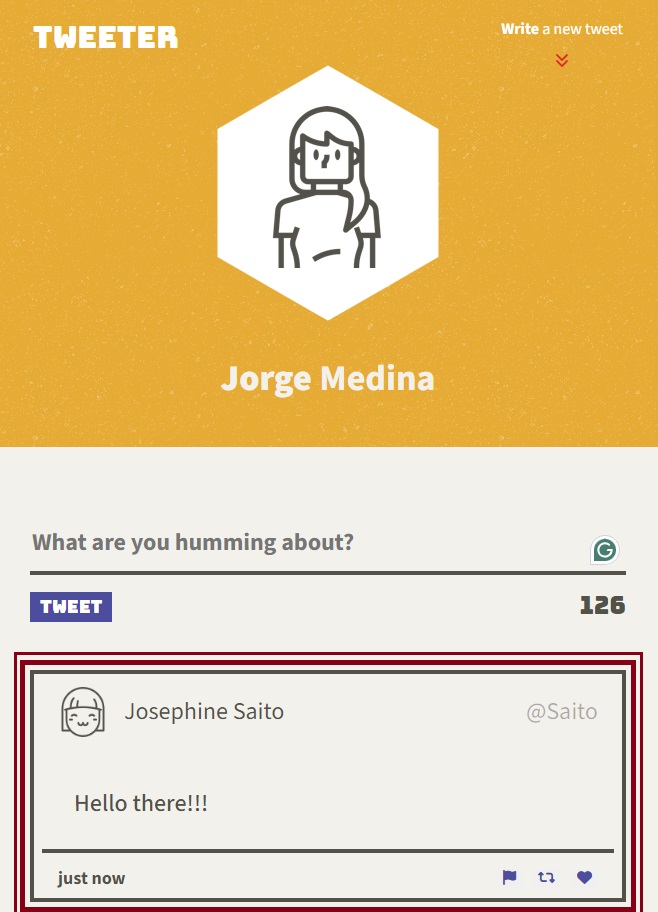 TWEETER
Write a new tweet
Jorge Medina
What are you humming about?
TWEET
126
Josephine Saito
@Saito
Hello there!!!
just now